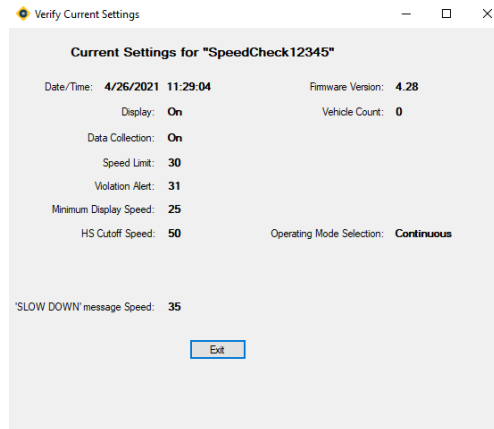 Verify Current Settings
Current Settings for "SpeedCheck12345"
Date/Time: 4/26/2021 11:29:04 Firmware Version: 4.28
Display: On Vehicle Count: 0
Data Collection: On
Speed Limit: 30
Violation Alert: 31
Minimum Display Speed: 25
HS Cutoff Speed: 50 Operating Mode Selection: Continuous
'SLOW DOWN' message Speed: 35
Exit